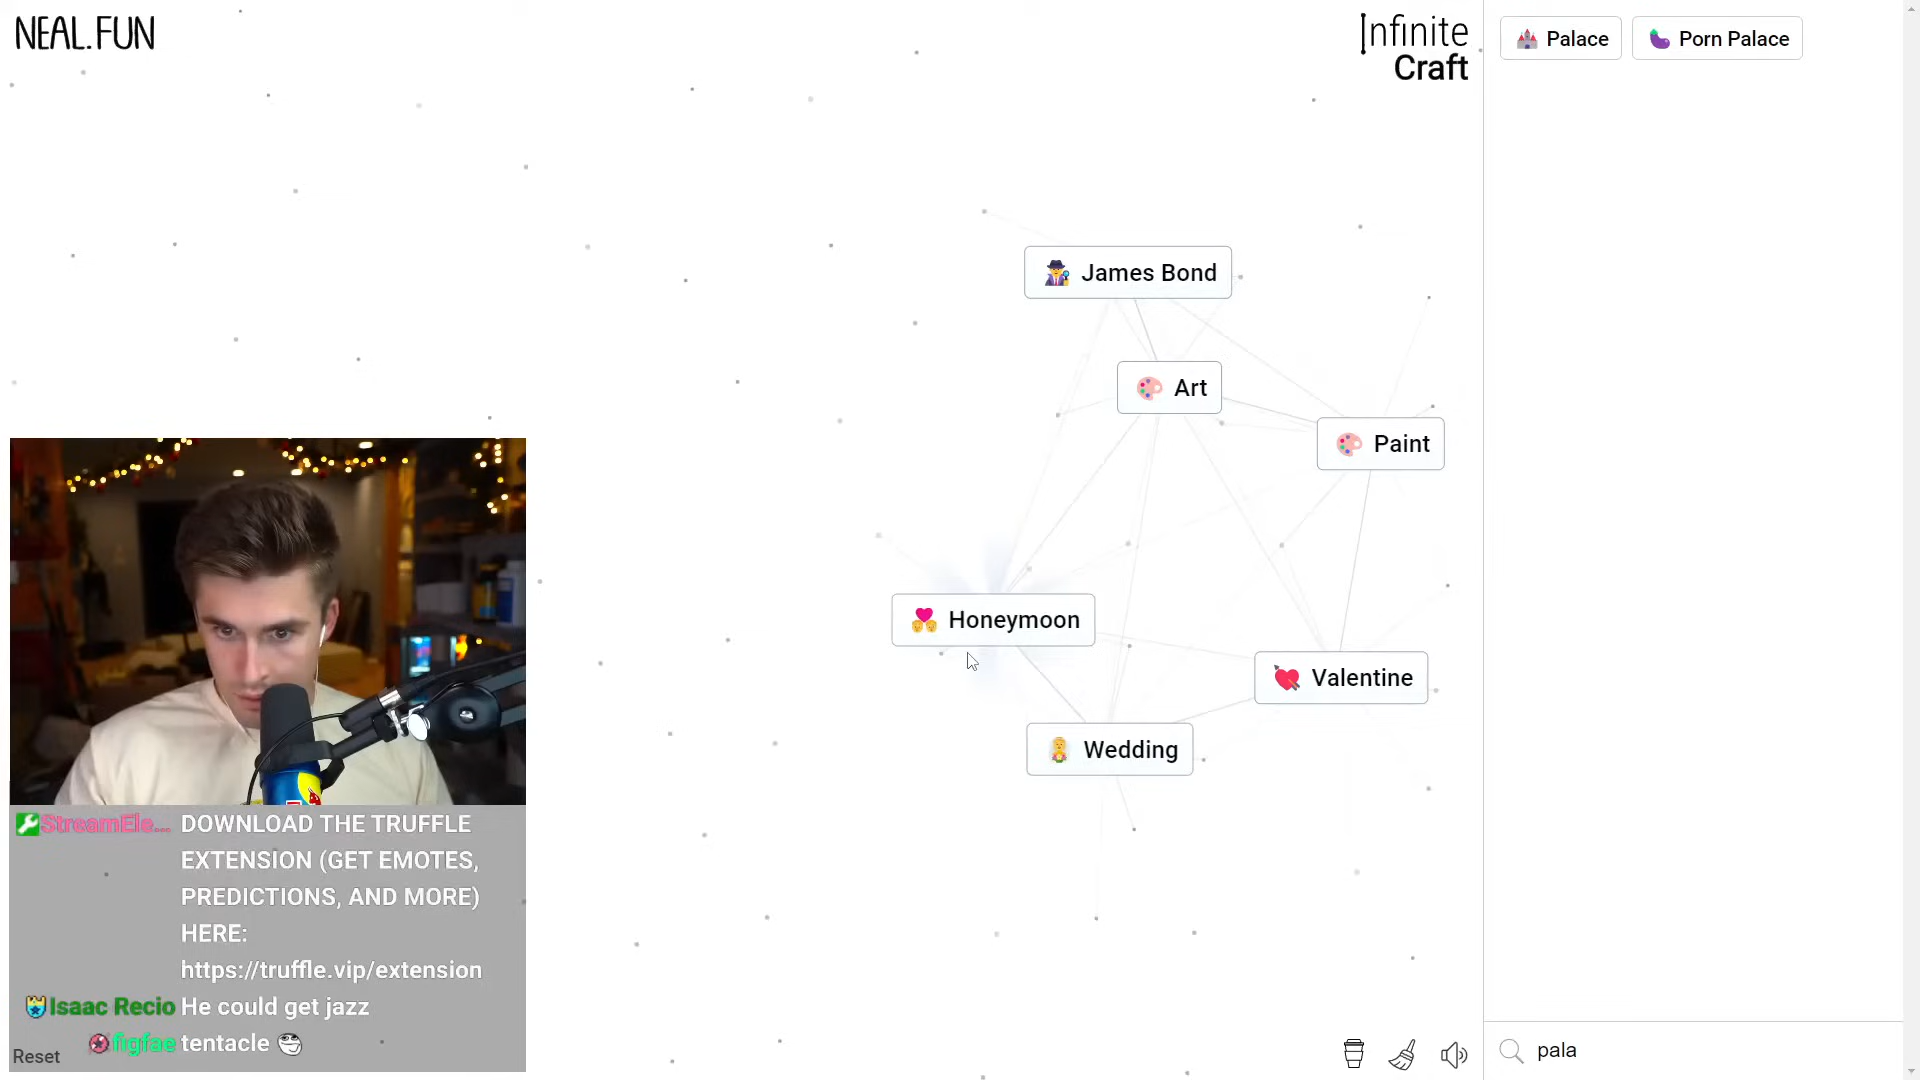 NEAL.FUN
Infinite
Craft
Palace
Porn Palace
James Bond
Art
Paint
Honeymoon
Valentine
Wedding
StreamEle... DOWNLOAD THE TRUFFLE
EXTENSION (GET EMOTES,
PREDICTIONS, AND MORE)
HERE:
https://truffle.vip/extension
Isaac Recio He could get jazz
figfae tentacle
Reset
pala